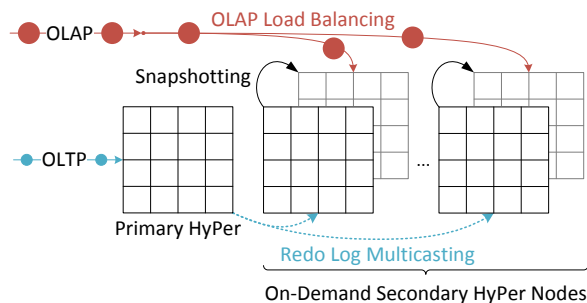 OLAP Load Balancing
OLAP
Snapshotting
OLTP
...
Primary HyPer
Redo Log Multicasting
On-Demand Secondary HyPer Nodes